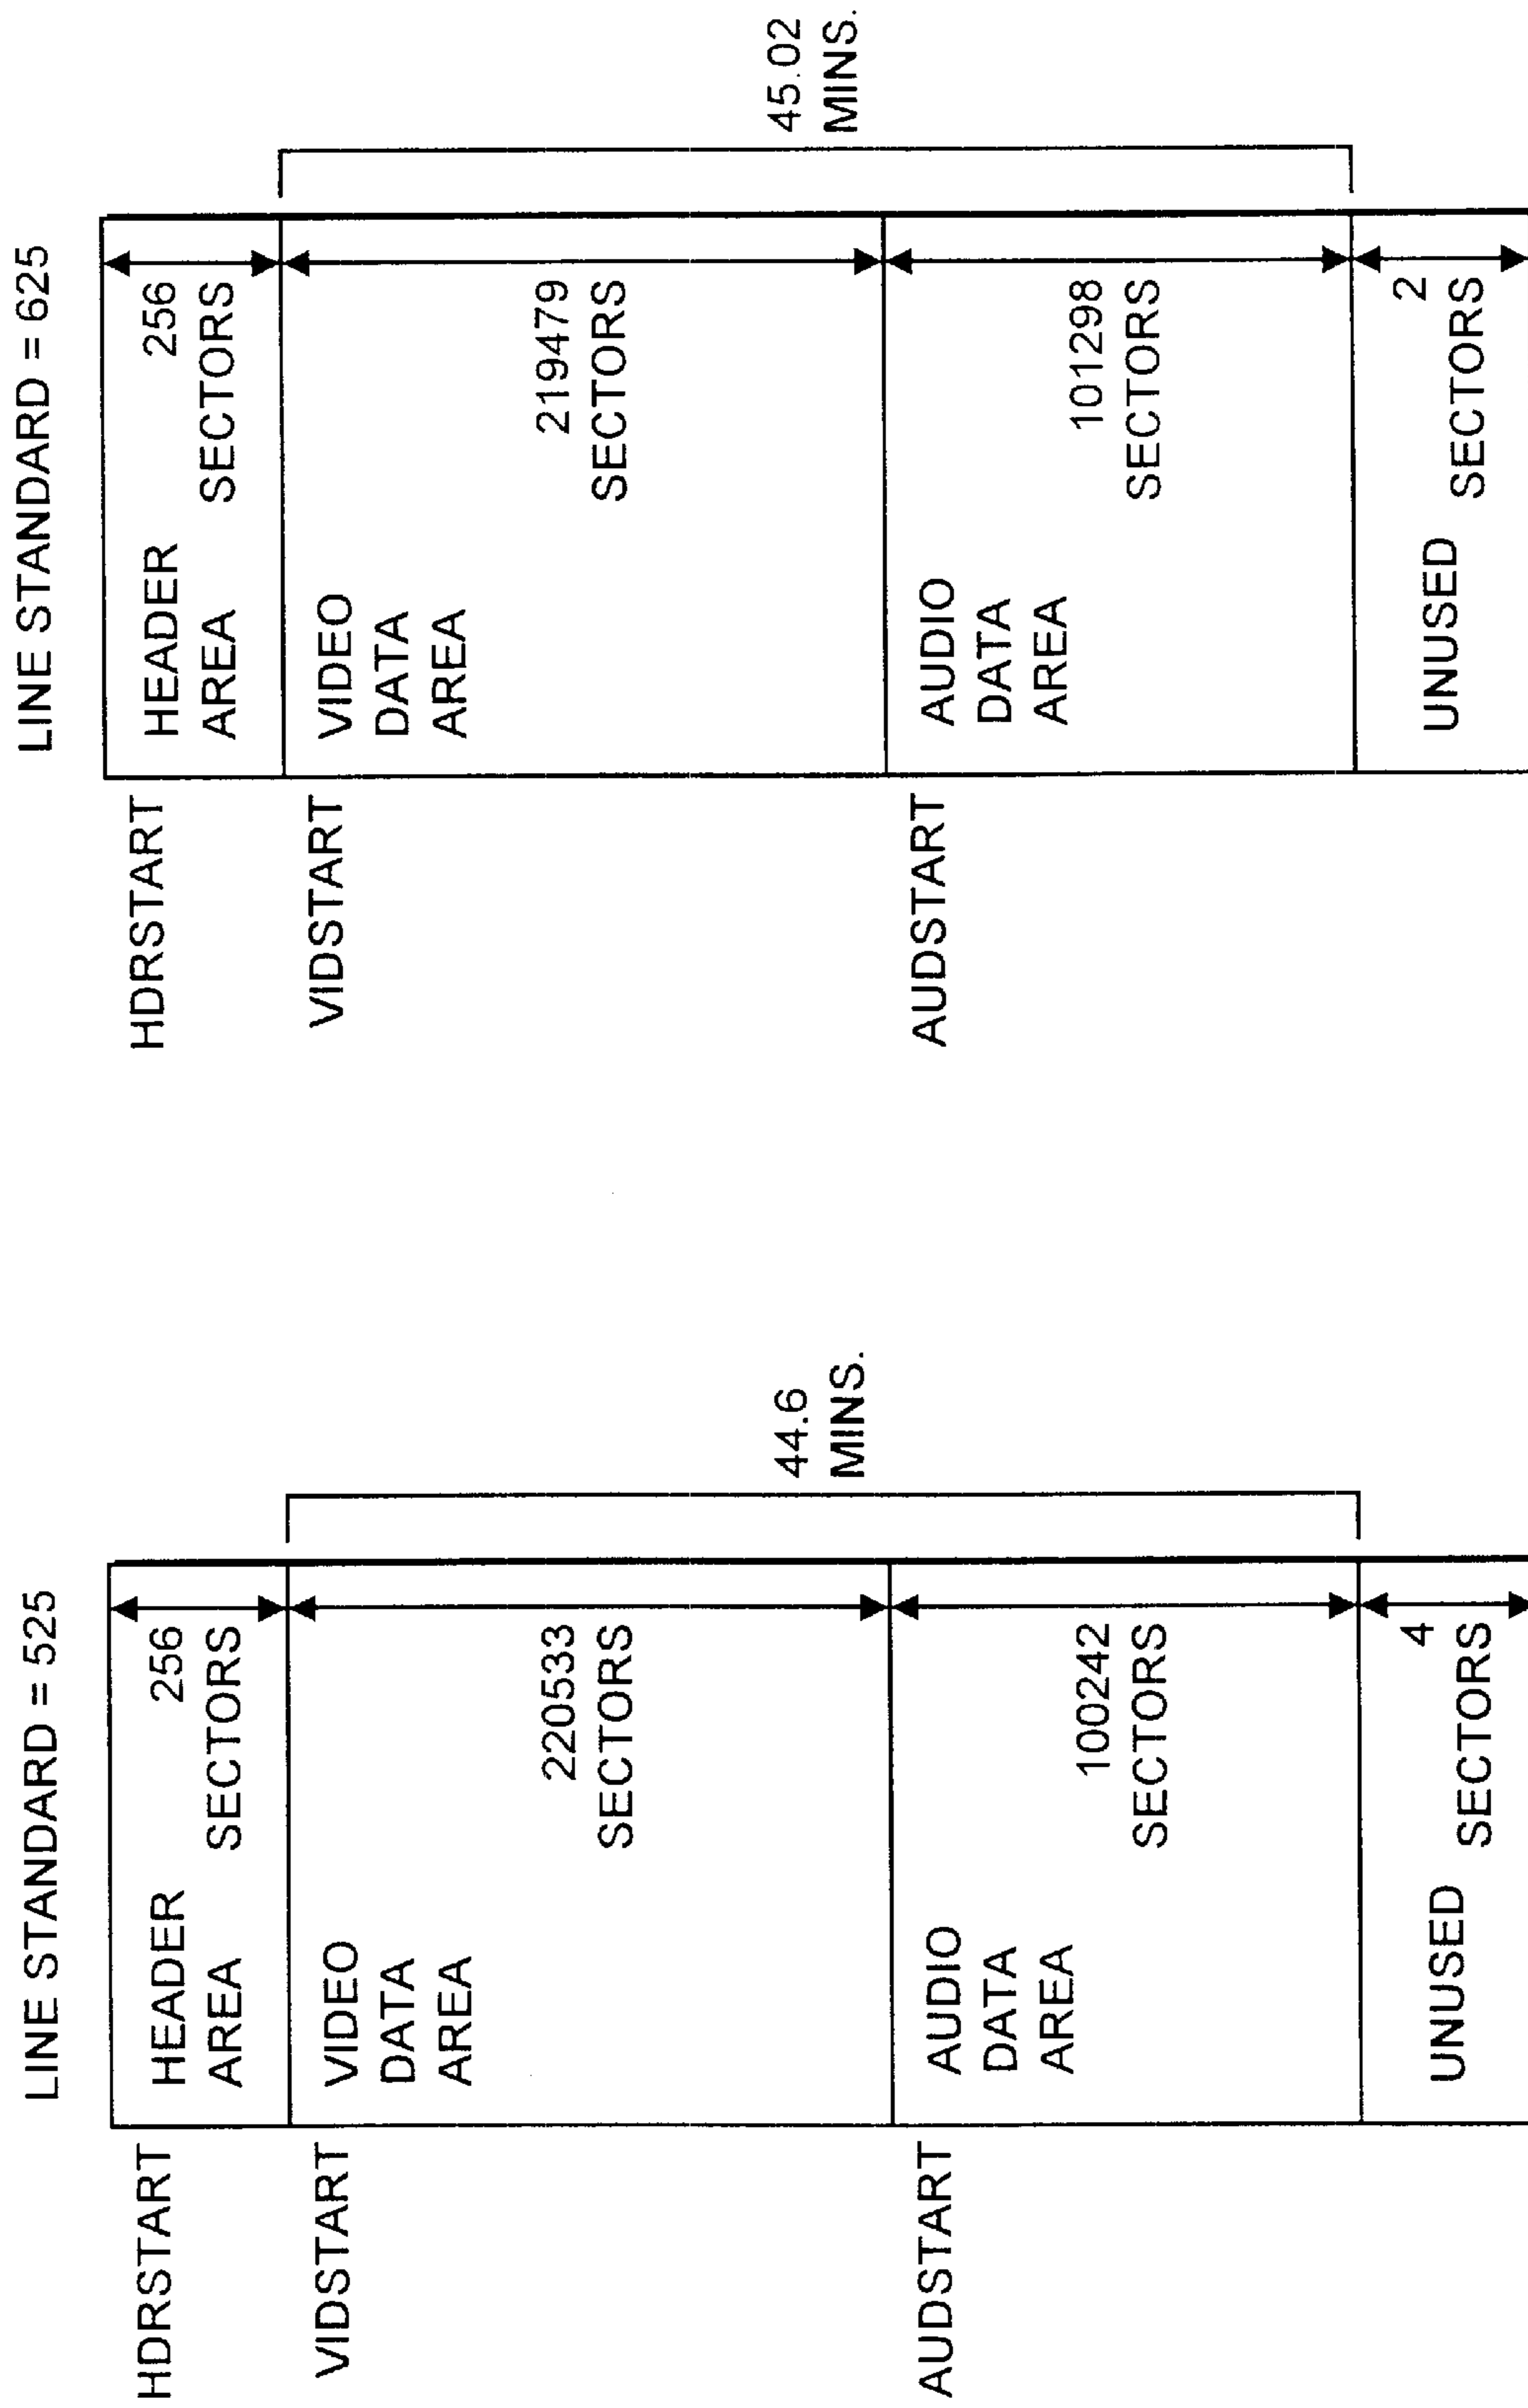 LINE STANDARD = 525
HDRSTART
HEADER
AREA
256
SECTORS
VIDSTART
VIDEO
DATA
AREA
220533
SECTORS
44.6
MINS.
AUDSTART
AUDIO
DATA
AREA
100242
SECTORS
UNUSED
4
SECTORS
LINE STANDARD = 625
HDRSTART
HEADER
AREA
256
SECTORS
VIDSTART
VIDEO
DATA
AREA
219479
SECTORS
45.02
MINS.
AUDSTART
AUDIO
DATA
AREA
101298
SECTORS
UNUSED
2
SECTORS